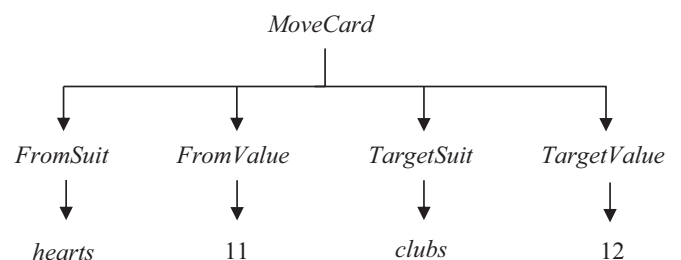 MoveCard
FromSuit FromValue TargetSuit TargetValue
hearts 11 clubs 12